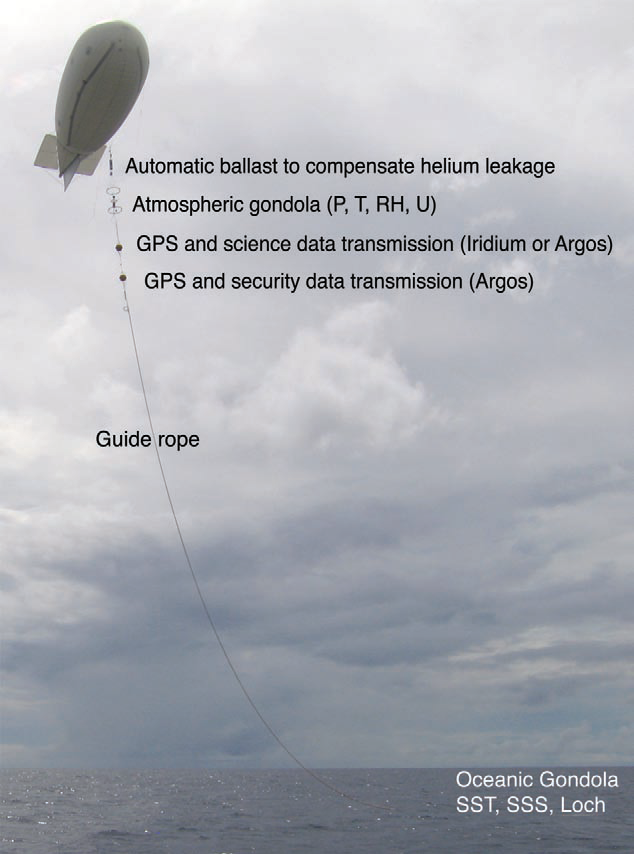 Automatic ballast to compensate helium leakage
Atmospheric gondola (P, T, RH, U)
GPS and science data transmission (Iridium or Argos)
GPS and security data transmission (Argos)
Guide rope
Oceanic Gondola
SST, SSS, Loch